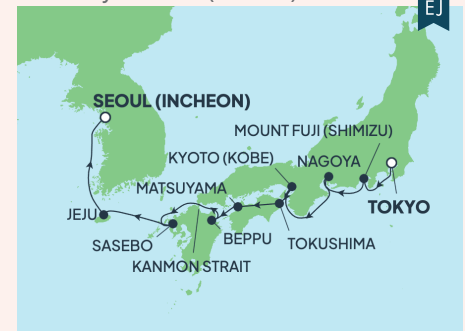 EJ
SEOUL (INCHEON)
MOUNT FUJI (SHIMIZU)
KYOTO (KOBE)
NAGOYA
MATSUYAMA
TOKYO
JEJU
SASEBO
BEPPU
TOKUSHIMA
KANMON STRAIT